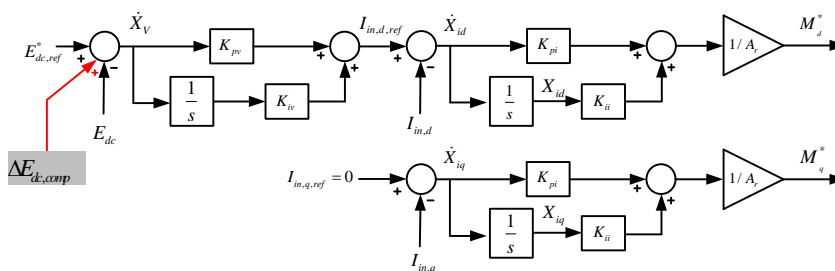 Ẋ_V
E*_dc,ref
+ + −
K_pv
+ +
I_in,d,ref
+ −
Ẋ_id
K_pi
+ +
1/A_r
M*_d
1/s
K_iv
1/s
X_id
K_ii
E_dc
I_in,d
ΔE_dc,comp
I_in,q,ref = 0
+ −
Ẋ_iq
K_pi
+ +
1/A_r
M*_q
1/s
X_iq
K_ii
I_in,q